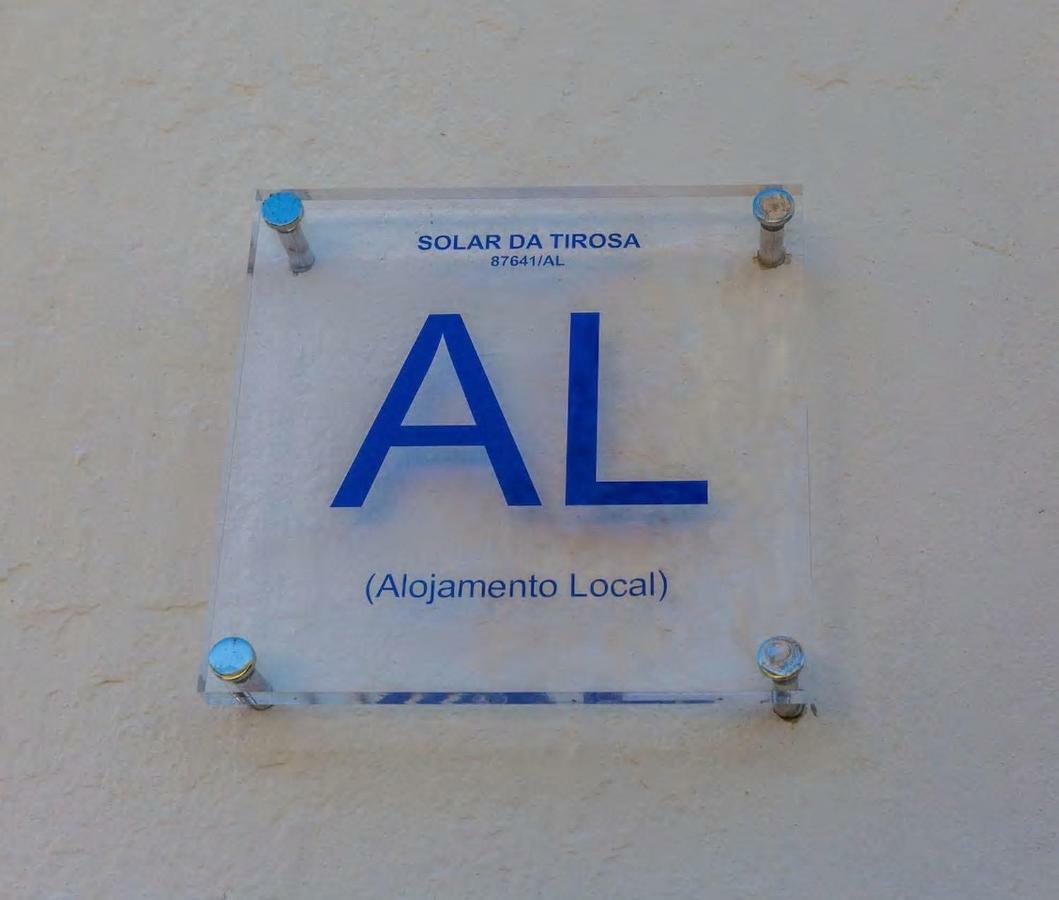 SOLAR DA TIROSA
87641/AL
AL
(Alojamento Local)